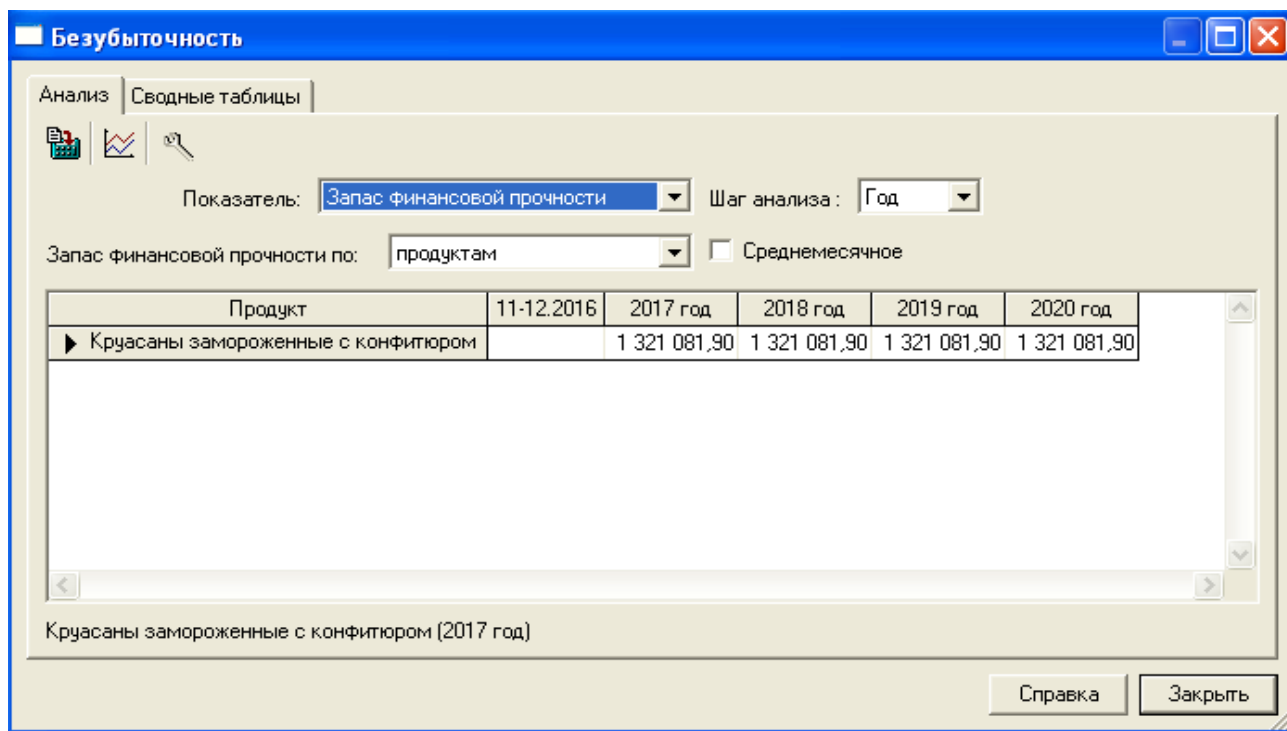 Безубыточность
Анализ Сводные таблицы
Показатель: Запас финансовой прочности Шаг анализа : Год
Запас финансовой прочности по: продуктам Среднемесячное
Продукт 11-12.2016 2017 год 2018 год 2019 год 2020 год
Круасаны замороженные с конфитюром 1 321 081,90 1 321 081,90 1 321 081,90 1 321 081,90
Круасаны замороженные с конфитюром (2017 год)
Справка Закрыть